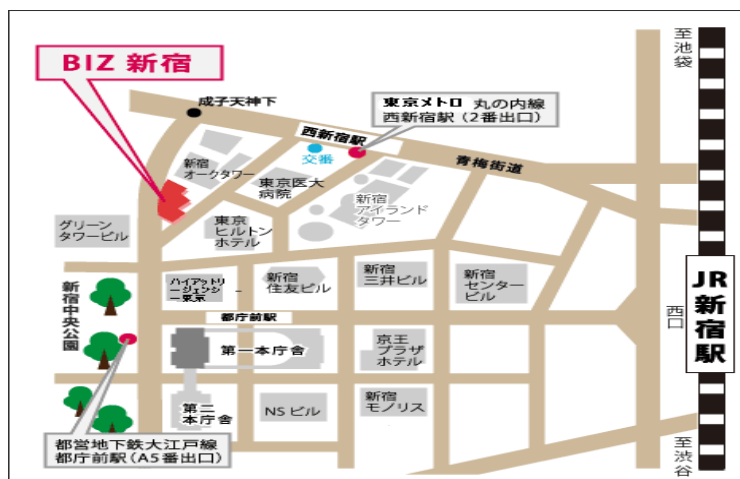 至池袋
BIZ 新宿
成子天神下
東京メトロ 丸の内線
西新宿駅(2番出口)
西新宿駅
交番
青梅街道
新宿
オークタワー
東京医大
病院
新宿
アイランド
タワー
グリーン
タワービル
東京
ヒルトン
ホテル
新宿中央公園
ハイアットリ
ージェンシ
ー東京
新宿
住友ビル
新宿
三井ビル
新宿
センター
ビル
JR新宿駅
西口
都庁前駅
第一本庁舎
京王
プラザ
ホテル
第二
本庁舎
NSビル
新宿
モノリス
都営地下鉄大江戸線
都庁前駅(A5番出口)
至渋谷